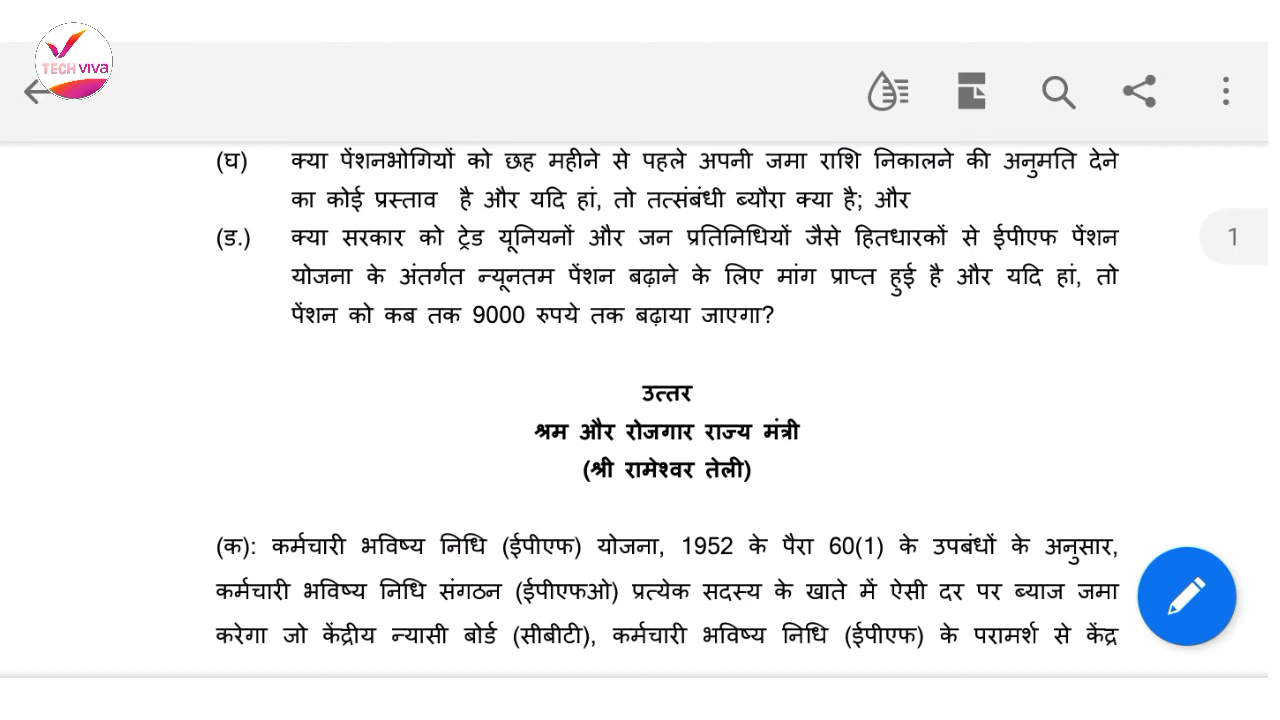 TECH viva
(घ) क्या पेंशनभोगियों को छह महीने से पहले अपनी जमा राशि निकालने की अनुमति देने
का कोई प्रस्ताव है और यदि हां, तो तत्संबंधी ब्यौरा क्या है; और
(ड.) क्या सरकार को ट्रेड यूनियनों और जन प्रतिनिधियों जैसे हितधारकों से ईपीएफ पेंशन
योजना के अंतर्गत न्यूनतम पेंशन बढ़ाने के लिए मांग प्राप्त हुई है और यदि हां, तो
पेंशन को कब तक 9000 रुपये तक बढ़ाया जाएगा?
1
उत्तर
श्रम और रोजगार राज्य मंत्री
(श्री रामेश्वर तेली)
(क): कर्मचारी भविष्य निधि (ईपीएफ) योजना, 1952 के पैरा 60(1) के उपबंधों के अनुसार,
कर्मचारी भविष्य निधि संगठन (ईपीएफओ) प्रत्येक सदस्य के खाते में ऐसी दर पर ब्याज जमा
करेगा जो केंद्रीय न्यासी बोर्ड (सीबीटी), कर्मचारी भविष्य निधि (ईपीएफ) के परामर्श से केंद्र